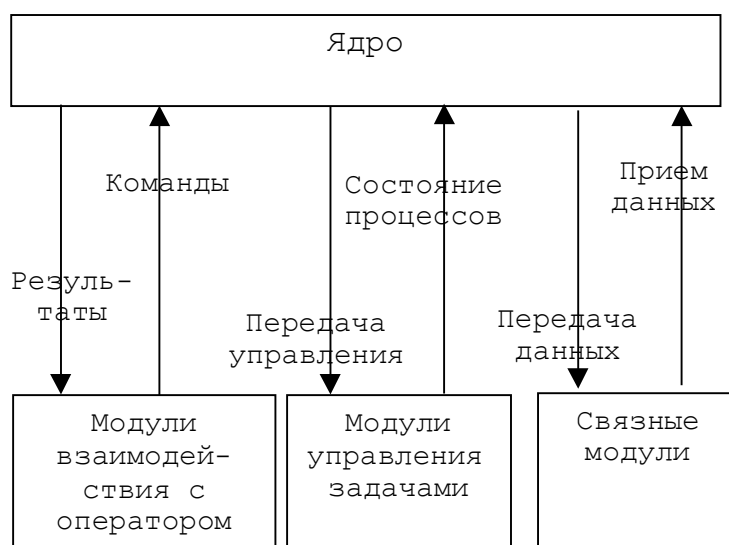 Ядро
Команды
Состояние
процессов
Прием
данных
Резуль-
таты
Передача
управления
Передача
данных
Модули
взаимодей-
ствия с
оператором
Модули
управления
задачами
Связные
модули